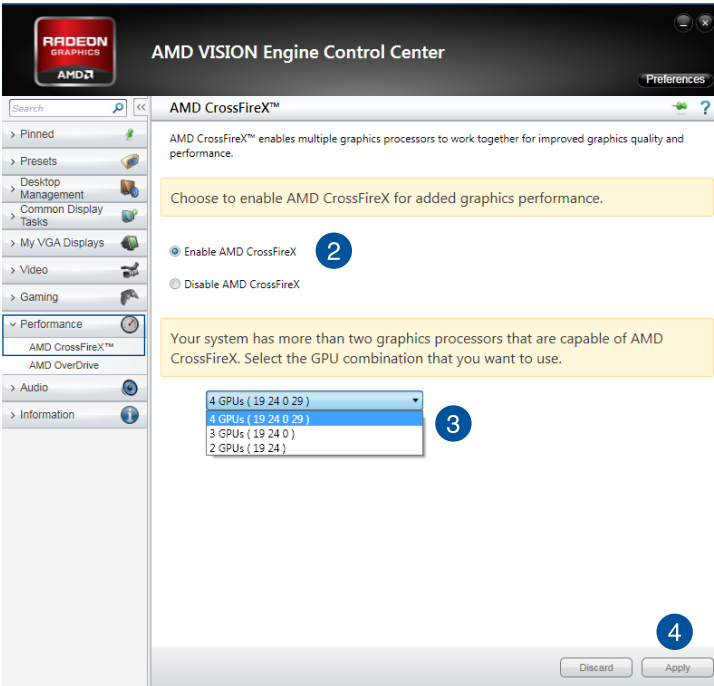 RADEON
GRAPHICS
AMD
AMD VISION Engine Control Center
Preferences
Search
<<
AMD CrossFireX™
?
> Pinned
> Presets
> Desktop
Management
> Common Display
Tasks
> My VGA Displays
> Video
> Gaming
Performance
AMD CrossFireX™
AMD OverDrive
> Audio
> Information
AMD CrossFireX™ enables multiple graphics processors to work together for improved graphics quality and
performance.
Choose to enable AMD CrossFireX for added graphics performance.
Enable AMD CrossFireX
2
Disable AMD CrossFireX
Your system has more than two graphics processors that are capable of AMD
CrossFireX. Select the GPU combination that you want to use.
4 GPUs ( 19 24 0 29 )
4 GPUs ( 19 24 0 29 )
3 GPUs ( 19 24 0 )
2 GPUs ( 19 24 )
3
4
Discard
Apply